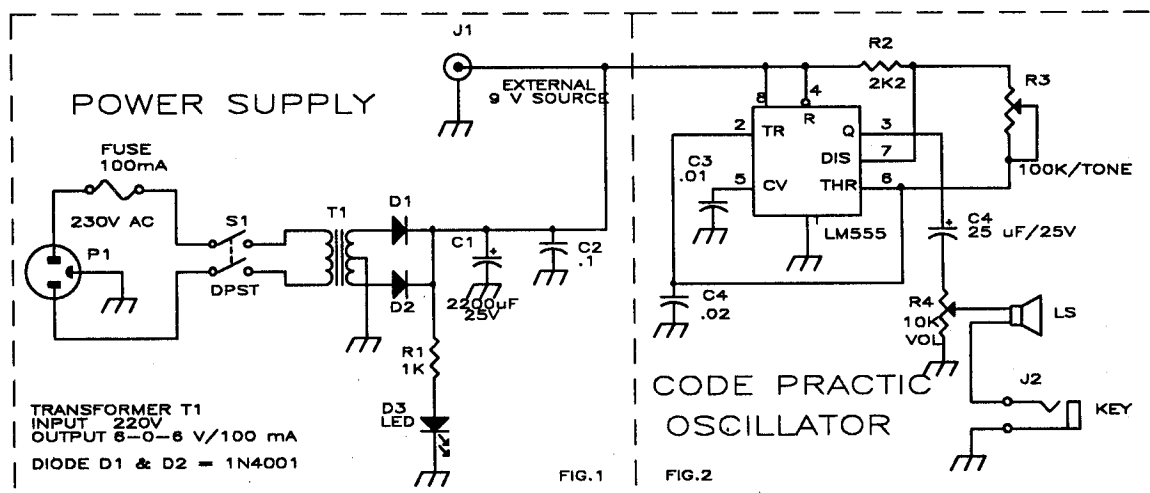 POWER SUPPLY
FUSE
100mA
230V AC
P1
S1
DPST
T1
D1
D2
C1
2200uF
25V
C2
.1
R1
1K
D3
LED
J1
EXTERNAL
9 V SOURCE
TRANSFORMER T1
INPUT 220V
OUTPUT 6-0-6 V/100 mA
DIODE D1 & D2 = 1N4001
FIG.1
R2
2K2
R3
100K/TONE
8
4
R
2
TR
Q
3
DIS
7
5
CV
THR
6
1
LM555
C3
.01
C4
25 uF/25V
C4
.02
R4
10K
VOL
LS
J2
KEY
CODE PRACTIC
OSCILLATOR
FIG.2